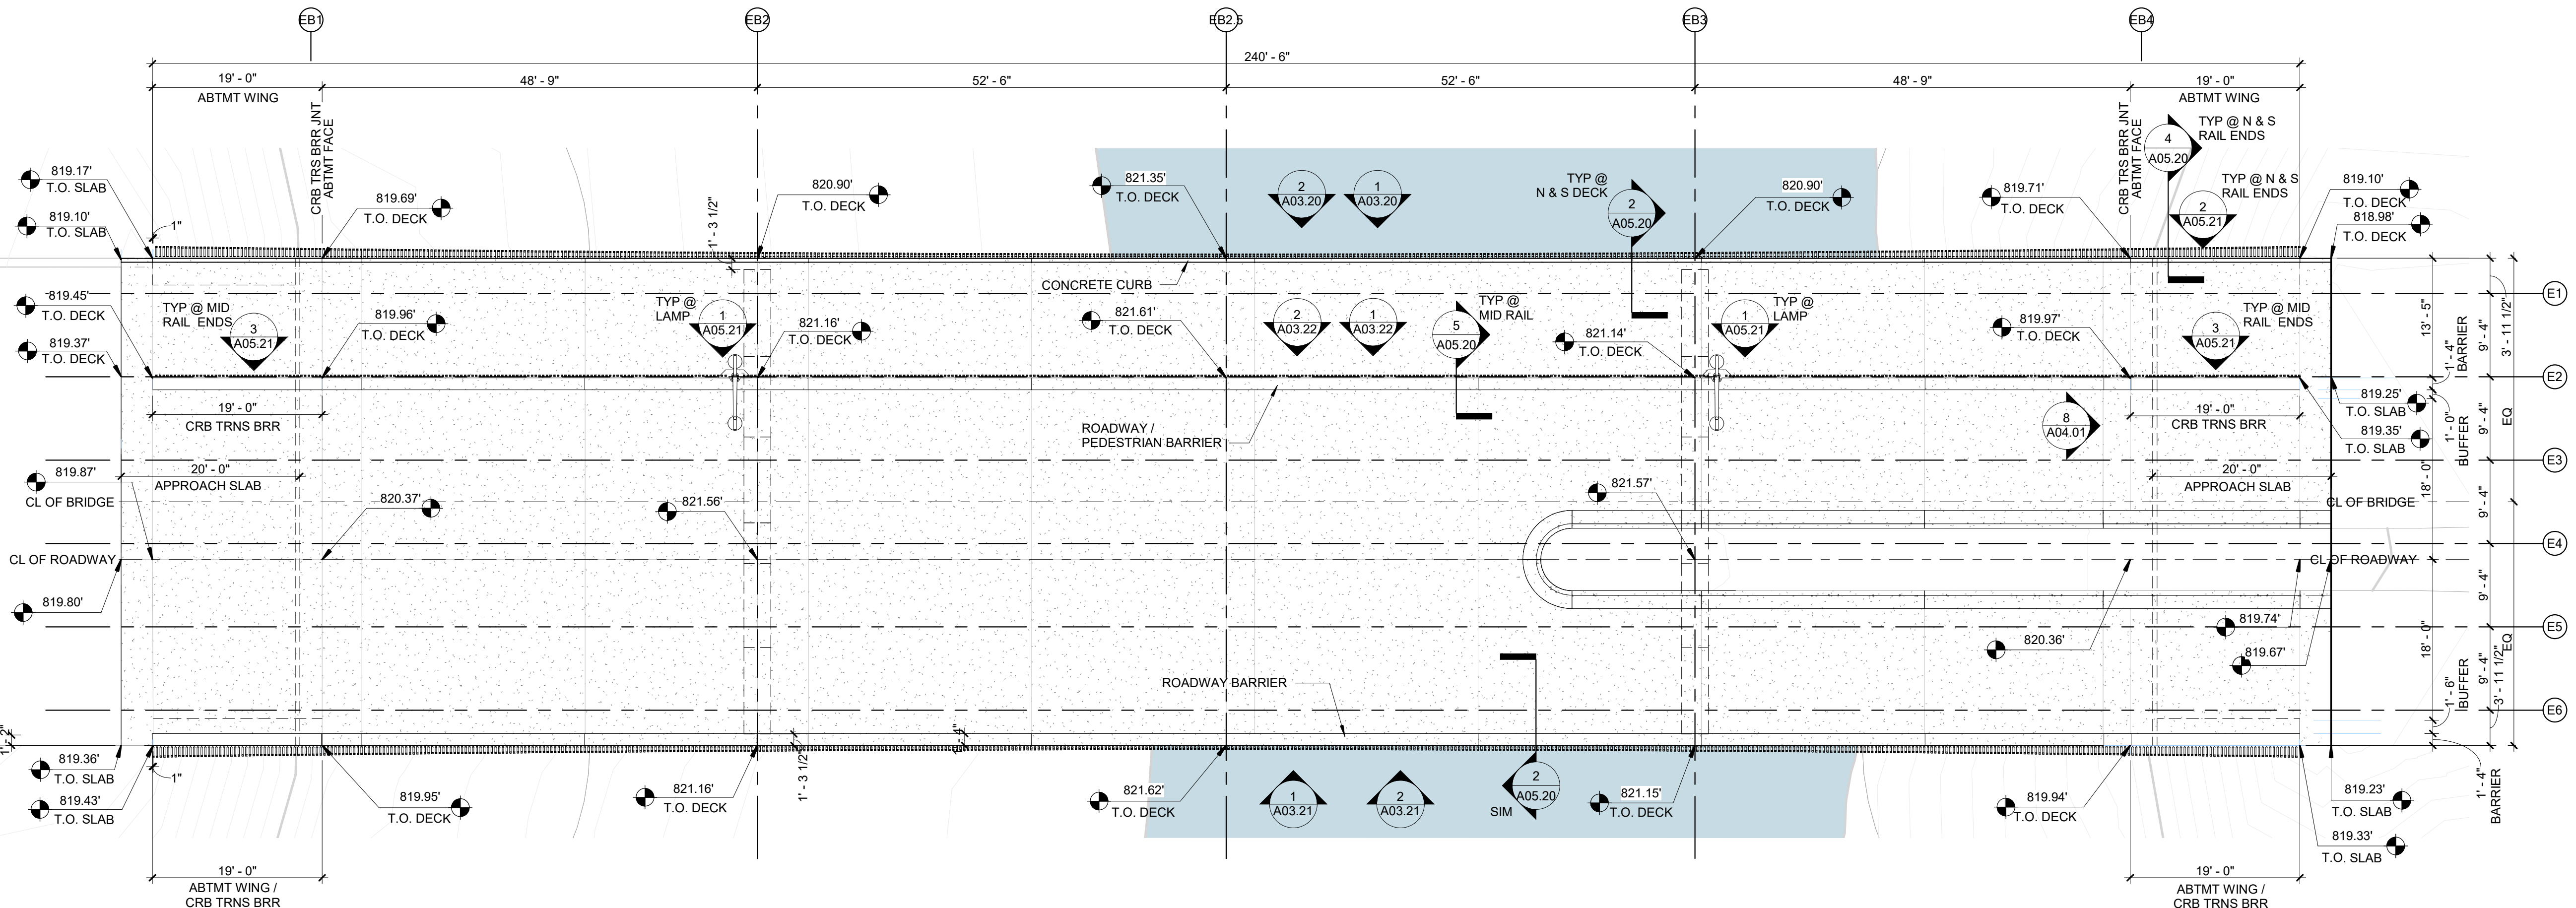 EB1
EB2
EB2.5
EB3
EB4
240' - 6"
19' - 0"
48' - 9"
52' - 6"
52' - 6"
48' - 9"
19' - 0"
ABTMT WING
ABTMT WING
CRB TRNS BRR JNT
ABTMT FACE
CRB TRNS BRR JNT
ABTMT FACE
4
A05.20
TYP @ N & S
RAIL ENDS
819.17'
T.O. SLAB
819.10'
T.O. SLAB
1"
819.69'
T.O. DECK
1' - 3 1/2"
820.90'
T.O. DECK
821.35'
T.O. DECK
2
A03.20
1
A03.20
TYP @
N & S DECK
2
A05.20
820.90'
T.O. DECK
819.71'
T.O. DECK
TYP @ N & S
RAIL ENDS
2
A05.21
819.10'
T.O. DECK
818.98'
T.O. DECK
CONCRETE CURB
E1
819.45'
T.O. DECK
819.37'
T.O. DECK
TYP @ MID
RAIL ENDS
3
A05.21
819.96'
T.O. DECK
TYP @
LAMP
1
A05.21
821.16'
T.O. DECK
821.61'
T.O. DECK
2
A03.22
1
A03.22
5
A05.20
TYP @
MID RAIL
821.14'
T.O. DECK
1
A05.21
TYP @
LAMP
819.97'
T.O. DECK
3
A05.21
TYP @ MID
RAIL ENDS
13' - 5"
1' - 4"
BARRIER
9' - 4"
3' - 11 1/2"
E2
19' - 0"
CRB TRNS BRR
ROADWAY /
PEDESTRIAN BARRIER
8
A04.01
19' - 0"
CRB TRNS BRR
819.25'
T.O. SLAB
819.35'
T.O. SLAB
1' - 0"
BUFFER
9' - 4"
EQ
E3
819.87'
CL OF BRIDGE
20' - 0"
APPROACH SLAB
820.37'
821.56'
821.57'
20' - 0"
APPROACH SLAB
CL OF BRIDGE
18' - 0"
9' - 4"
E4
CL OF ROADWAY
CL OF ROADWAY
819.80'
9' - 4"
819.74'
E5
820.36'
819.67'
18' - 0"
1' - 6"
BUFFER
9' - 4"
3' - 11 1/2"
EQ
ROADWAY BARRIER
E6
1' - 2"
1' - 4"
819.36'
T.O. SLAB
819.43'
T.O. SLAB
1"
819.95'
T.O. DECK
821.16'
T.O. DECK
1' - 3 1/2"
821.62'
T.O. DECK
1
A03.21
2
A03.21
SIM
2
A05.20
821.15'
T.O. DECK
819.94'
T.O. DECK
819.23'
T.O. SLAB
819.33'
T.O. SLAB
1' - 4"
BARRIER
19' - 0"
ABTMT WING /
CRB TRNS BRR
19' - 0"
ABTMT WING /
CRB TRNS BRR